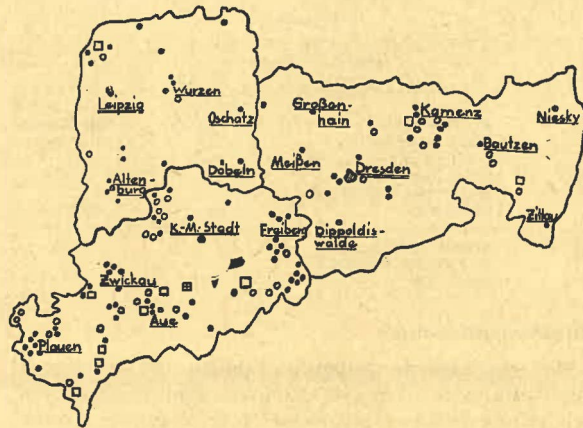 Leipzig
Wurzen
Oschatz
Großen-
hain
Kamenz
Niesky
Bautzen
Meißen
Dresden
Alten-
burg
Döbeln
K.-M.-Stadt
Freiberg
Dippoldis-
walde
Zittau
Zwickau
Aue
Plauen